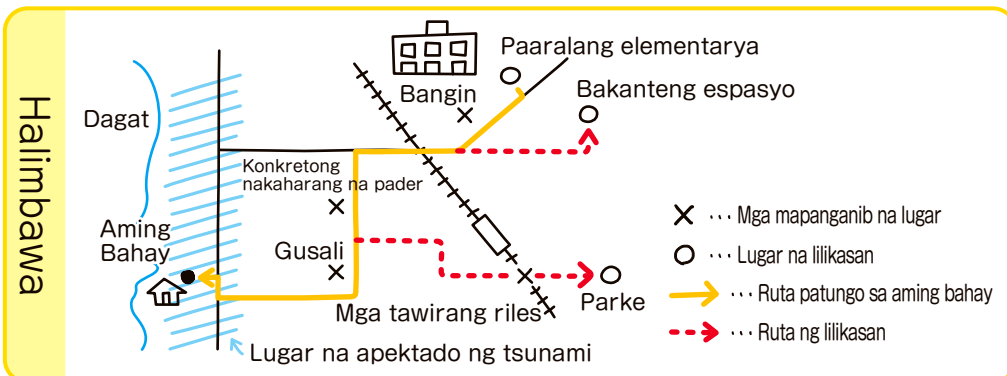 Halimbawa
Dagat
Paaralang elementarya
Bangin
Bakanteng espasyo
Konkretong
nakaharang na pader
Aming
Bahay
Gusali
Mga tawirang riles
Parke
Lugar na apektado ng tsunami
× ··· Mga mapanganib na lugar
○ ··· Lugar na lilikasan
··· Ruta patungo sa aming bahay
··· Ruta ng lilikasan